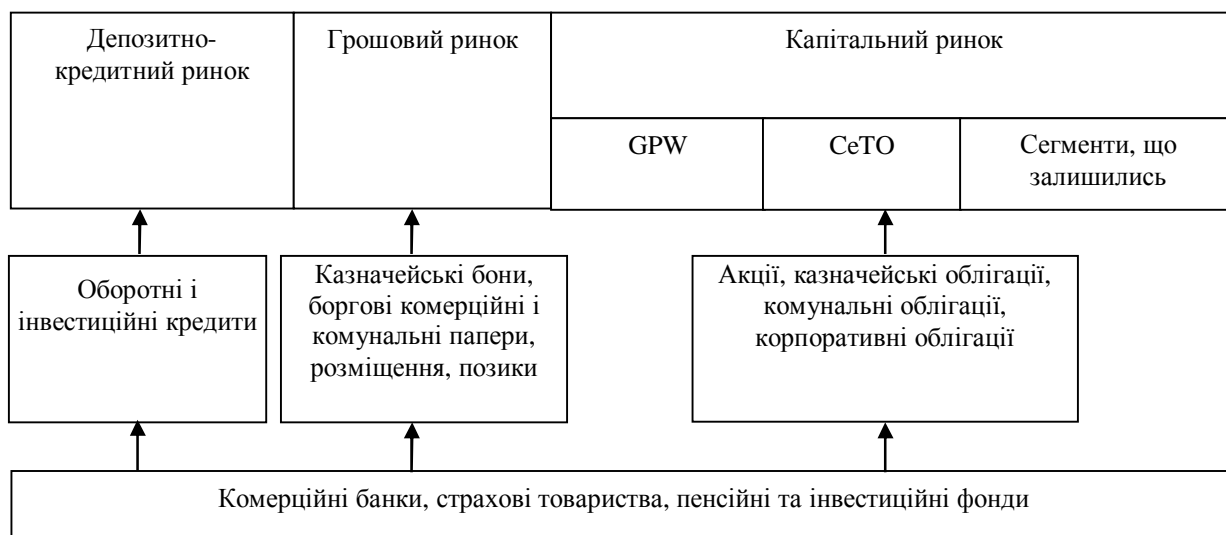 Депозитно-
кредитний ринок
Грошовий ринок
Капітальний ринок
GPW
CeTO
Сегменти, що
залишились
Оборотні і
інвестиційні кредити
Казначейські бони,
боргові комерційні і
комунальні папери,
розміщення, позики
Акції, казначейські облігації,
комунальні облігації,
корпоративні облігації
Комерційні банки, страхові товариства, пенсійні та інвестиційні фонди